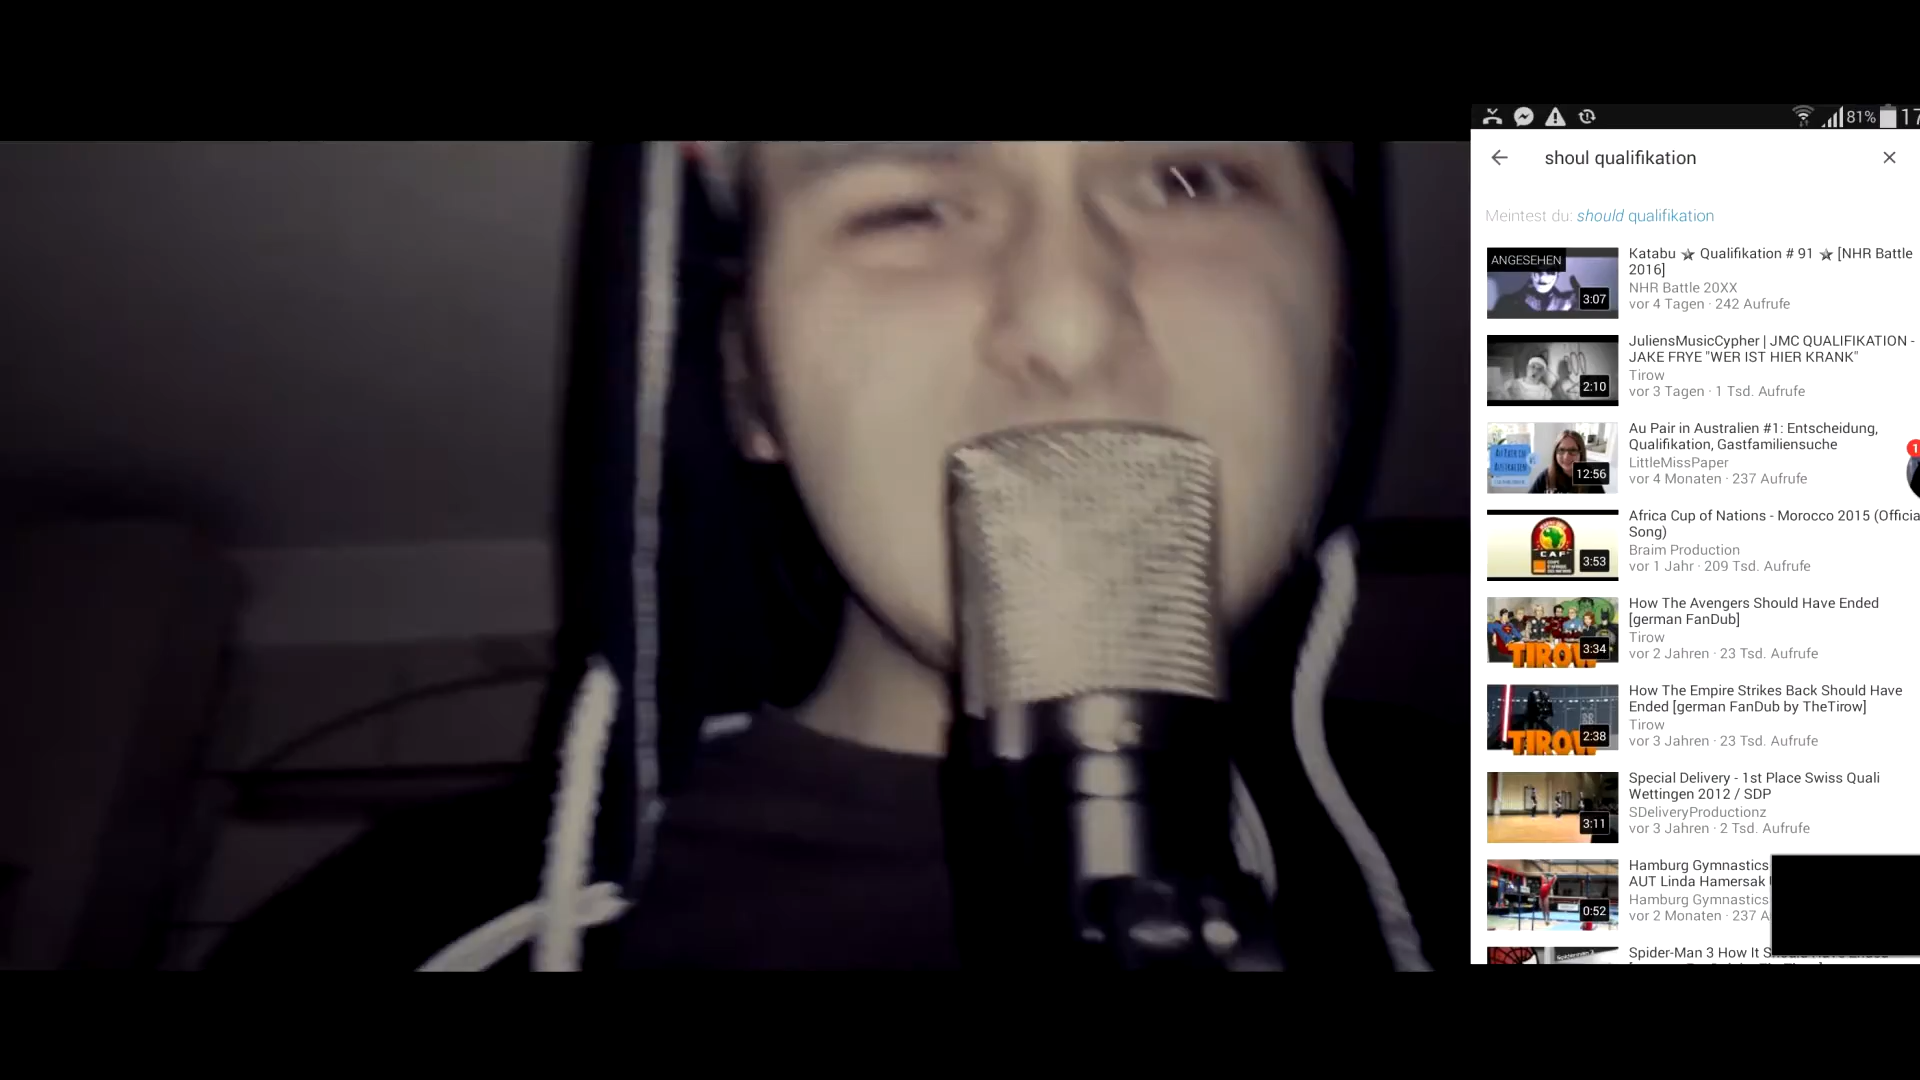 81%
17
shoul qualifikation
Meintest du: should qualifikation
ANGESEHEN
3:07
Katabu ★ Qualifikation # 91 ★ [NHR Battle
2016]
NHR Battle 20XX
vor 4 Tagen · 242 Aufrufe
2:10
JuliensMusicCypher | JMC QUALIFIKATION -
JAKE FRYE "WER IST HIER KRANK"
Tirow
vor 3 Tagen · 1 Tsd. Aufrufe
AU PAIR IN
AUSTRALIEN
12:56
Au Pair in Australien #1: Entscheidung,
Qualifikation, Gastfamiliensuche
LittleMissPaper
vor 4 Monaten · 237 Aufrufe
1
CAF
3:53
Africa Cup of Nations - Morocco 2015 (Officia
Song)
Braim Production
vor 1 Jahr · 209 Tsd. Aufrufe
TIROW
3:34
How The Avengers Should Have Ended
[german FanDub]
Tirow
vor 2 Jahren · 23 Tsd. Aufrufe
TIROW
2:38
How The Empire Strikes Back Should Have
Ended [german FanDub by TheTirow]
Tirow
vor 3 Jahren · 23 Tsd. Aufrufe
3:11
Special Delivery - 1st Place Swiss Quali
Wettingen 2012 / SDP
SDeliveryProductionz
vor 3 Jahren · 2 Tsd. Aufrufe
0:52
Hamburg Gymnastics
AUT Linda Hamersak
Hamburg Gymnastics
vor 2 Monaten · 237 A
Spider-Man 3 How It Should Have Ended